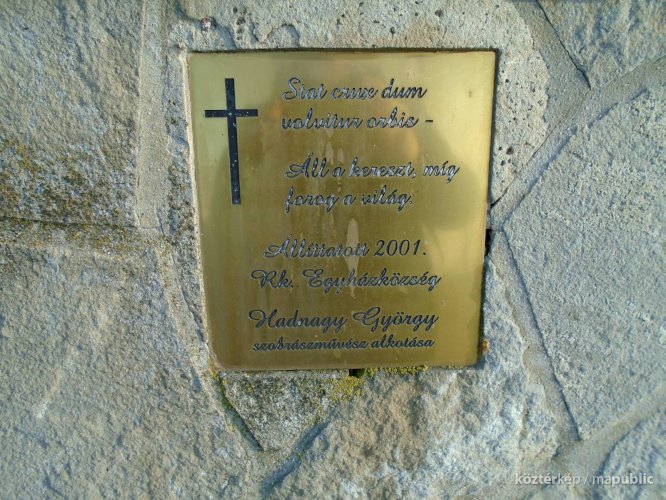 Stat crux dum
volvitur orbis -
Áll a kereszt, míg
forog a világ.
Állíttatott 2001.
Rk. Egyházközség
Hadnagy György
szobrászművész alkotása
köztérkép / mapublic